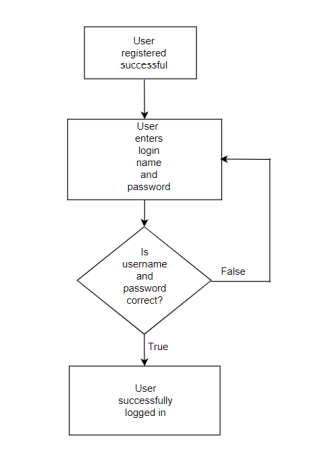 User
registered
successful
User
enters
login
name
and
password
Is
username
and
password
correct?
False
True
User
successfully
logged in